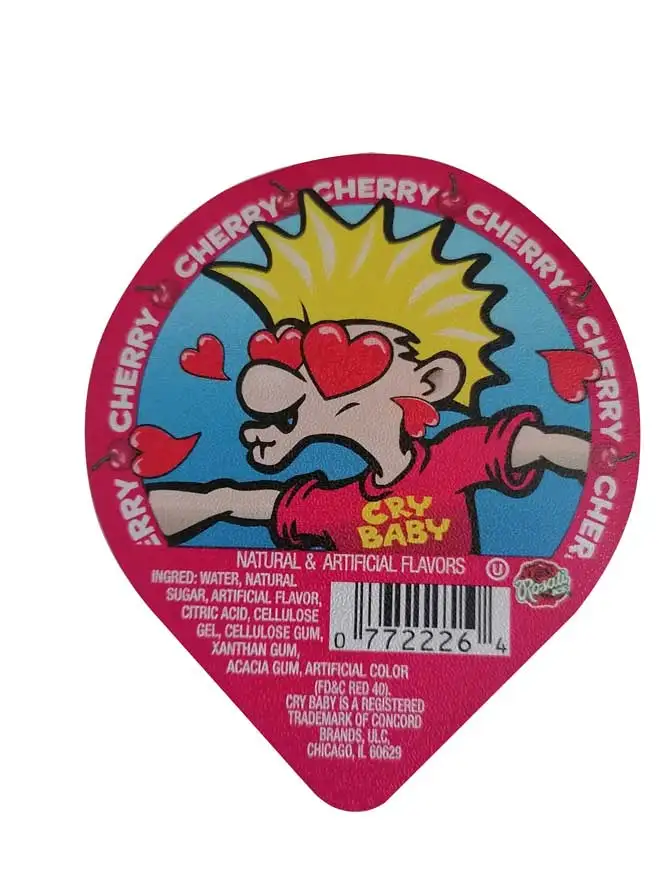 CHERRY CHERRY CHERRY CHERRY CHERRY CHER
ERRY
CRY
BABY
NATURAL & ARTIFICIAL FLAVORS
U
Rosati
INGRED: WATER, NATURAL
SUGAR, ARTIFICIAL FLAVOR,
CITRIC ACID, CELLULOSE
GEL, CELLULOSE GUM,
XANTHAN GUM,
ACACIA GUM, ARTIFICIAL COLOR
(FD&C RED 40).
CRY BABY IS A REGISTERED
TRADEMARK OF CONCORD
BRANDS, ULC,
CHICAGO, IL 60629
0 772226 4